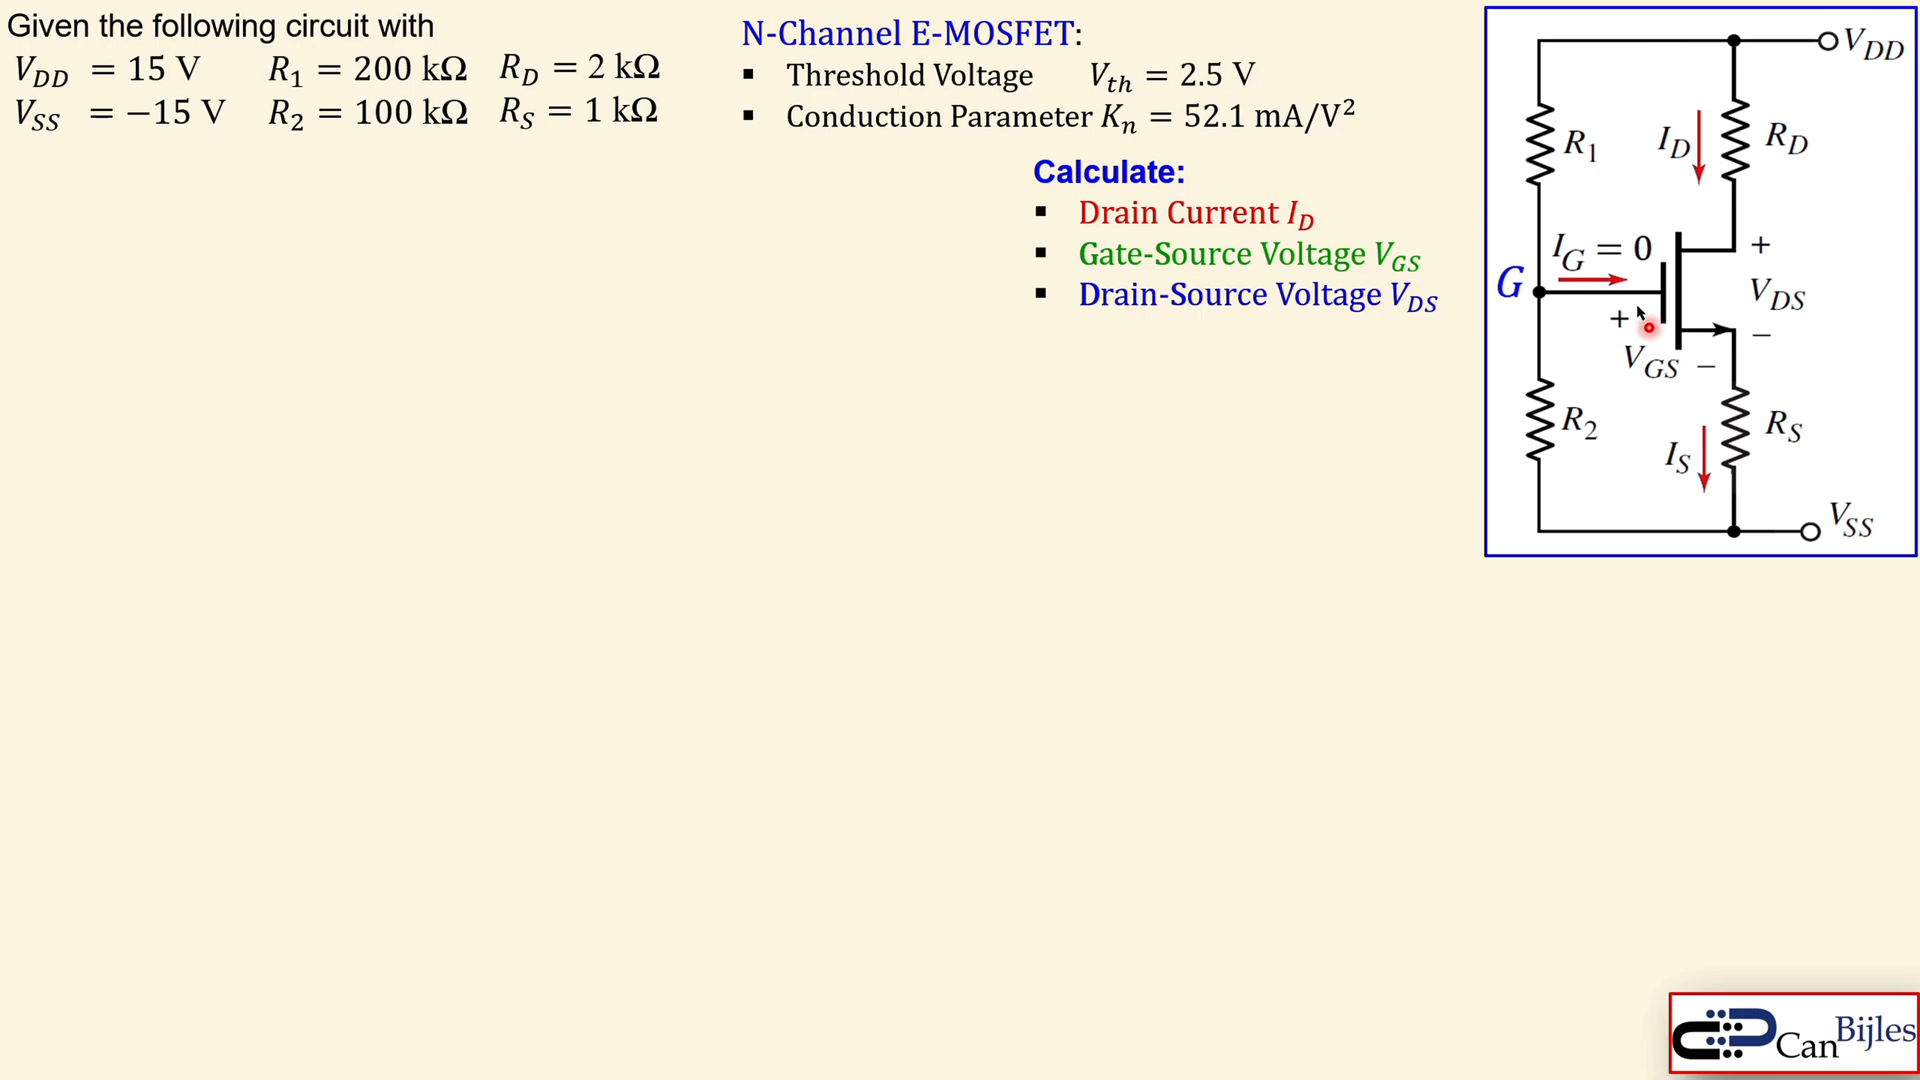 Given the following circuit with
V_DD = 15 V R_1 = 200 kΩ R_D = 2 kΩ
V_SS = −15 V R_2 = 100 kΩ R_S = 1 kΩ
N-Channel E-MOSFET:
▪ Threshold Voltage V_th = 2.5 V
▪ Conduction Parameter K_n = 52.1 mA/V²
Calculate:
▪ Drain Current I_D
▪ Gate-Source Voltage V_GS
▪ Drain-Source Voltage V_DS
V_DD
R_1 I_D R_D
I_G = 0 +
G V_DS
+ −
V_GS −
R_2 R_S
I_S
V_SS
CanBijles